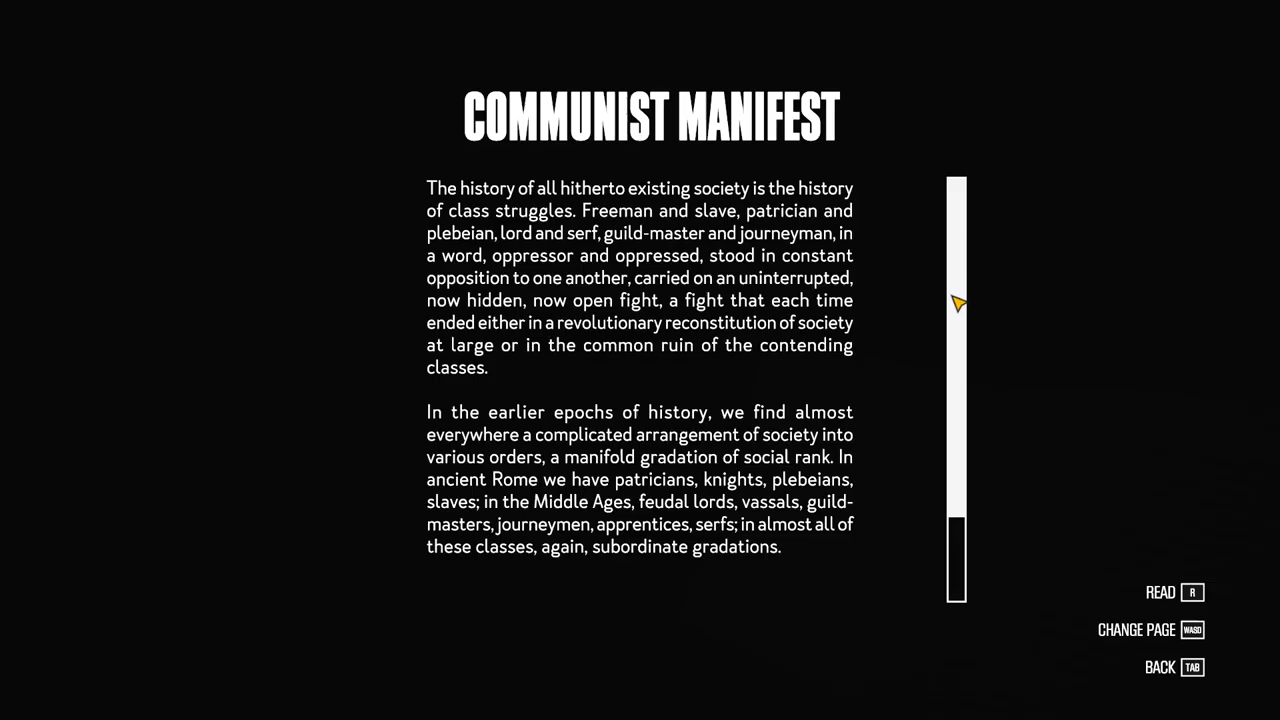 COMMUNIST MANIFEST
The history of all hitherto existing society is the history
of class struggles. Freeman and slave, patrician and
plebeian, lord and serf, guild-master and journeyman, in
a word, oppressor and oppressed, stood in constant
opposition to one another, carried on an uninterrupted,
now hidden, now open fight, a fight that each time
ended either in a revolutionary reconstitution of society
at large or in the common ruin of the contending
classes.
In the earlier epochs of history, we find almost
everywhere a complicated arrangement of society into
various orders, a manifold gradation of social rank. In
ancient Rome we have patricians, knights, plebeians,
slaves; in the Middle Ages, feudal lords, vassals, guild-
masters, journeymen, apprentices, serfs; in almost all of
these classes, again, subordinate gradations.
READ R
CHANGE PAGE WASD
BACK TAB